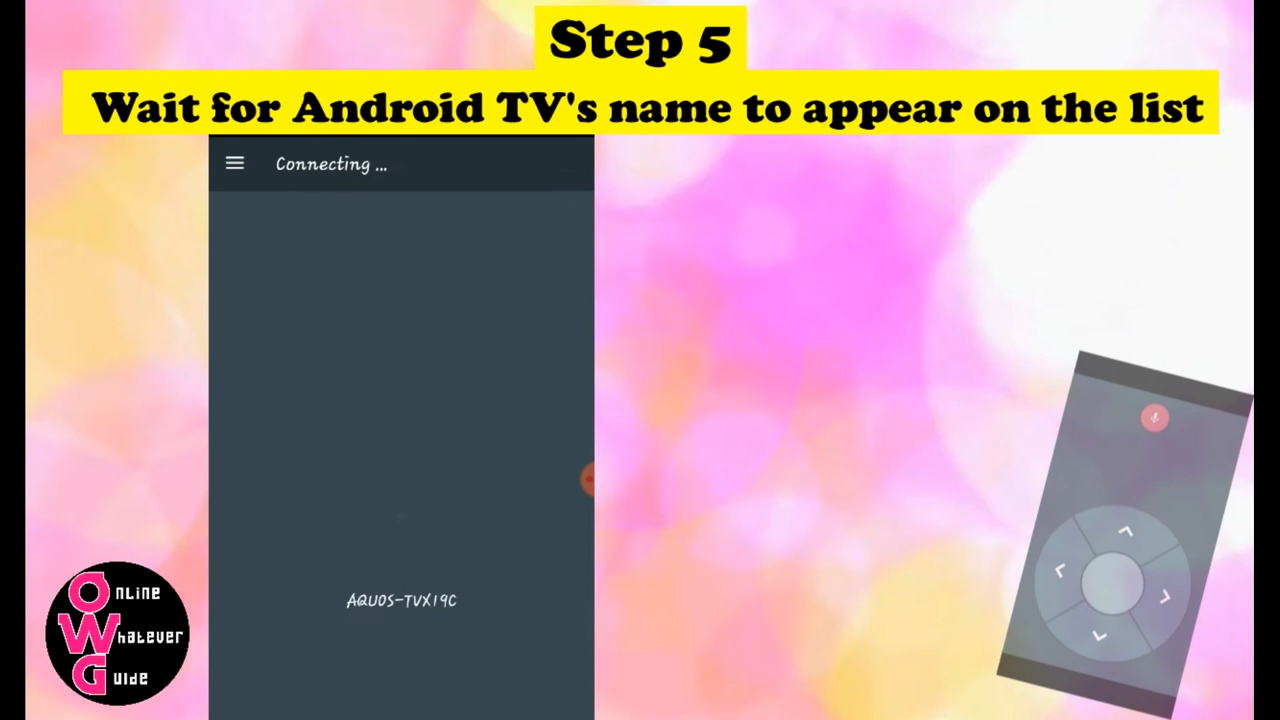 Step 5
Wait for Android TV's name to appear on the list
Connecting ...
AQUOS-TVX19C
Online
Whatever
Guide